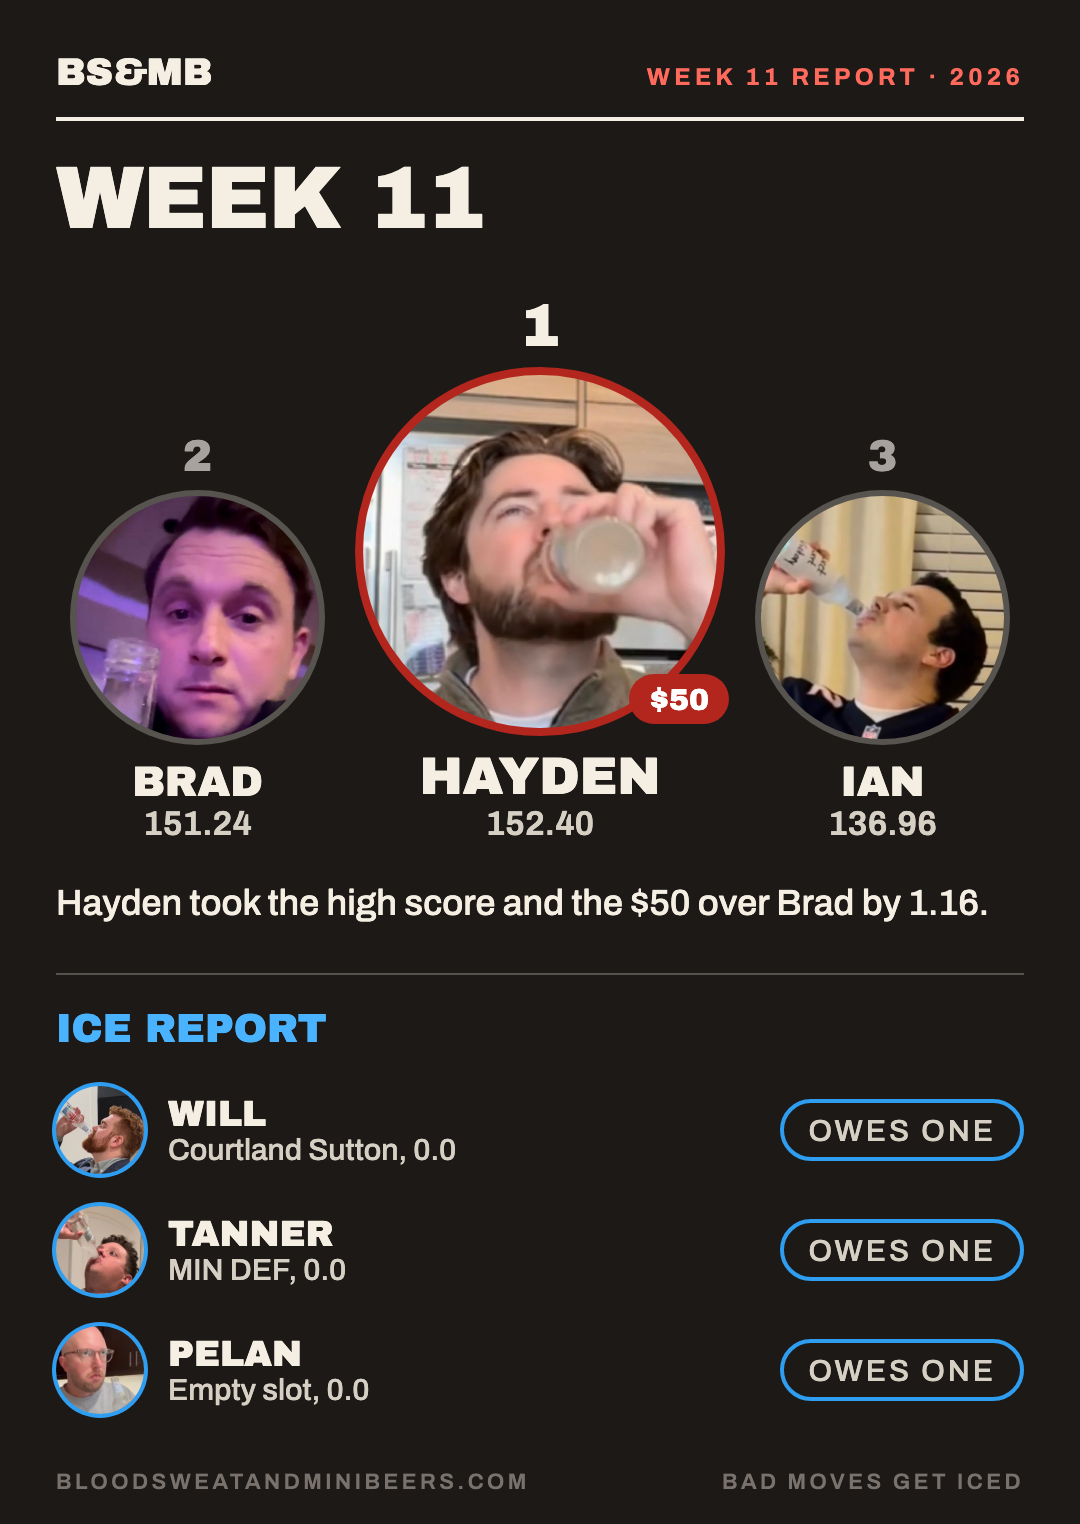 BS&MB
WEEK 11 REPORT · 2026
WEEK 11
1
2
3
$50
BRAD
151.24
HAYDEN
152.40
IAN
136.96
Hayden took the high score and the $50 over Brad by 1.16.
ICE REPORT
WILL
Courtland Sutton, 0.0
OWES ONE
TANNER
MIN DEF, 0.0
OWES ONE
PELAN
Empty slot, 0.0
OWES ONE
BLOODSWEATANDMINIBEERS.COM
BAD MOVES GET ICED